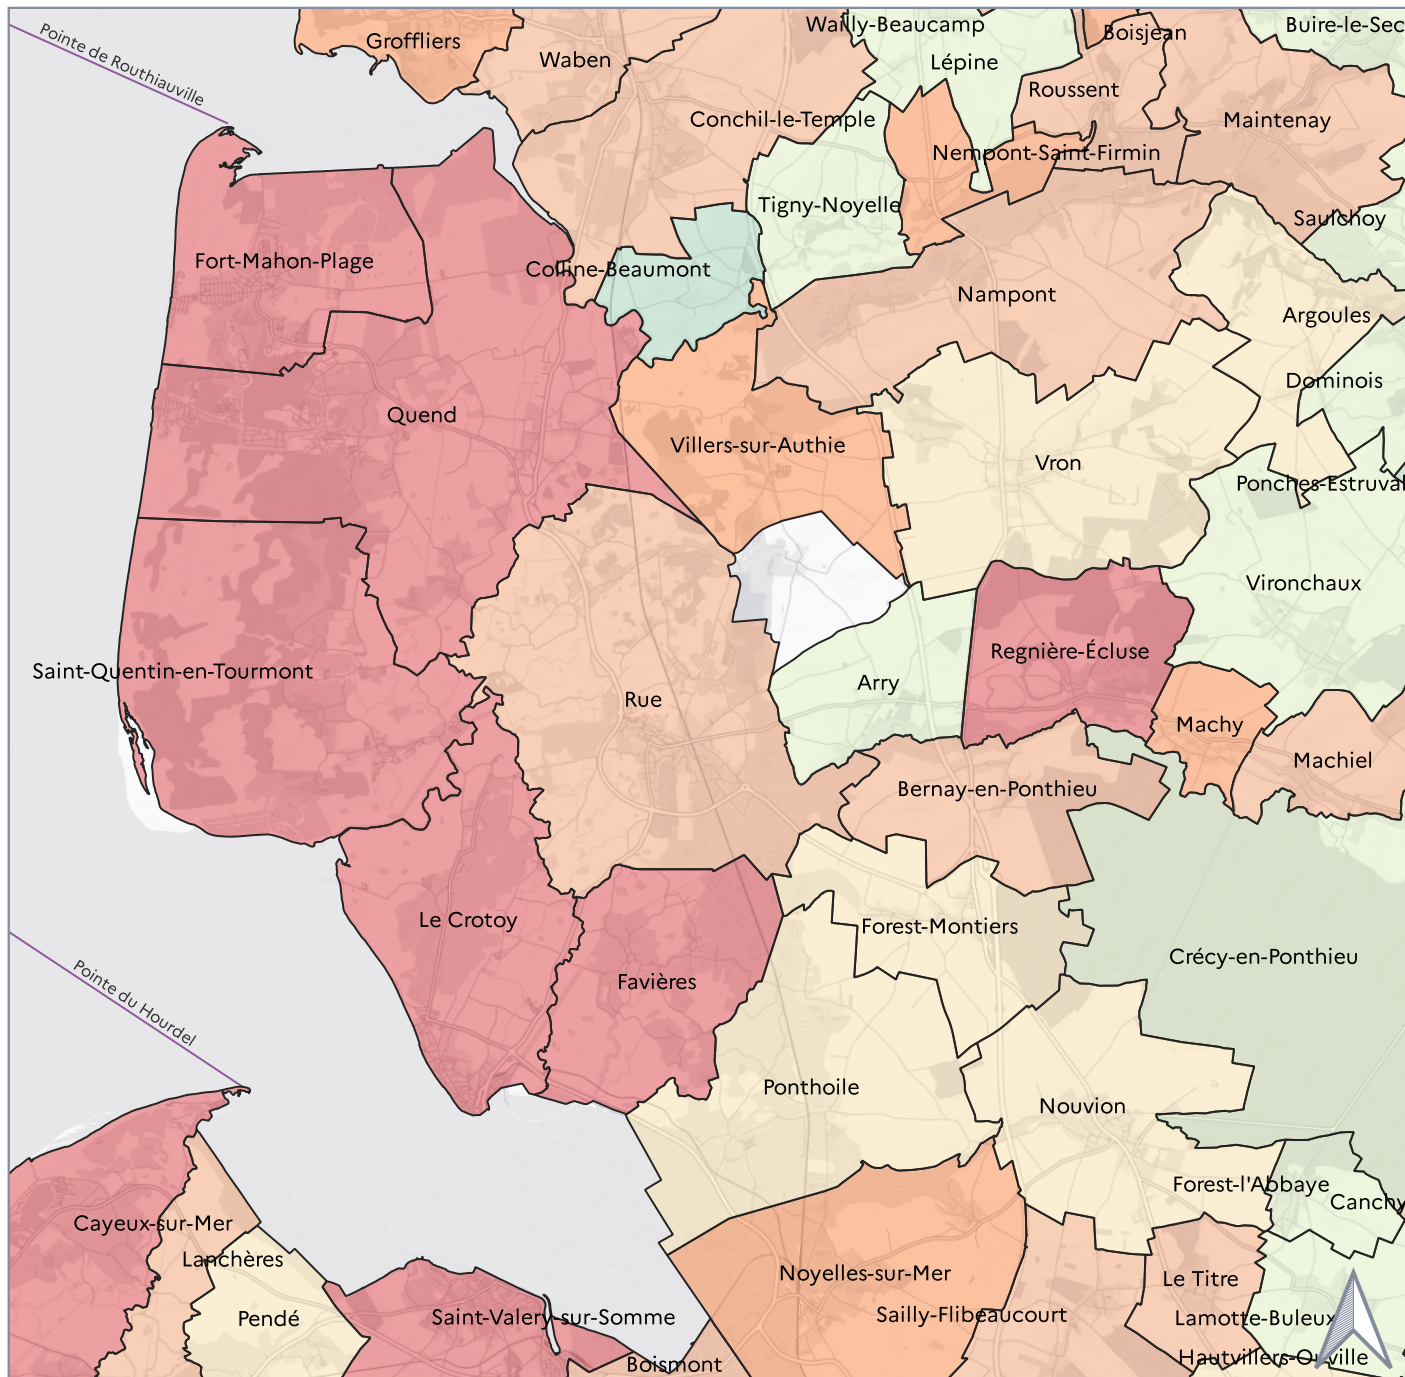 Wailly-Beaucamp
Buire-le-Sec
Boisjean
Pointe de Routhiauville
Groffliers
Waben
Lépine
Roussent
Conchil-le-Temple
Maintenay
Nempont-Saint-Firmin
Tigny-Noyelle
Saulchoy
Fort-Mahon-Plage
Colline-Beaumont
Nampont
Argoules
Dominois
Quend
Villers-sur-Authie
Vron
Ponches-Estruval
Vironchaux
Saint-Quentin-en-Tourmont
Regnière-Écluse
Arry
Rue
Machy
Machiel
Bernay-en-Ponthieu
Le Crotoy
Forest-Montiers
Crécy-en-Ponthieu
Favières
Pointe du Hourdel
Ponthoile
Nouvion
Forest-l'Abbaye
Canchy
Cayeux-sur-Mer
Lanchères
Noyelles-sur-Mer
Le Titre
Pendé
Saint-Valery-sur-Somme
Sailly-Flibeaucourt
Lamotte-Buleux
Boismont
Hautvillers-Ouville